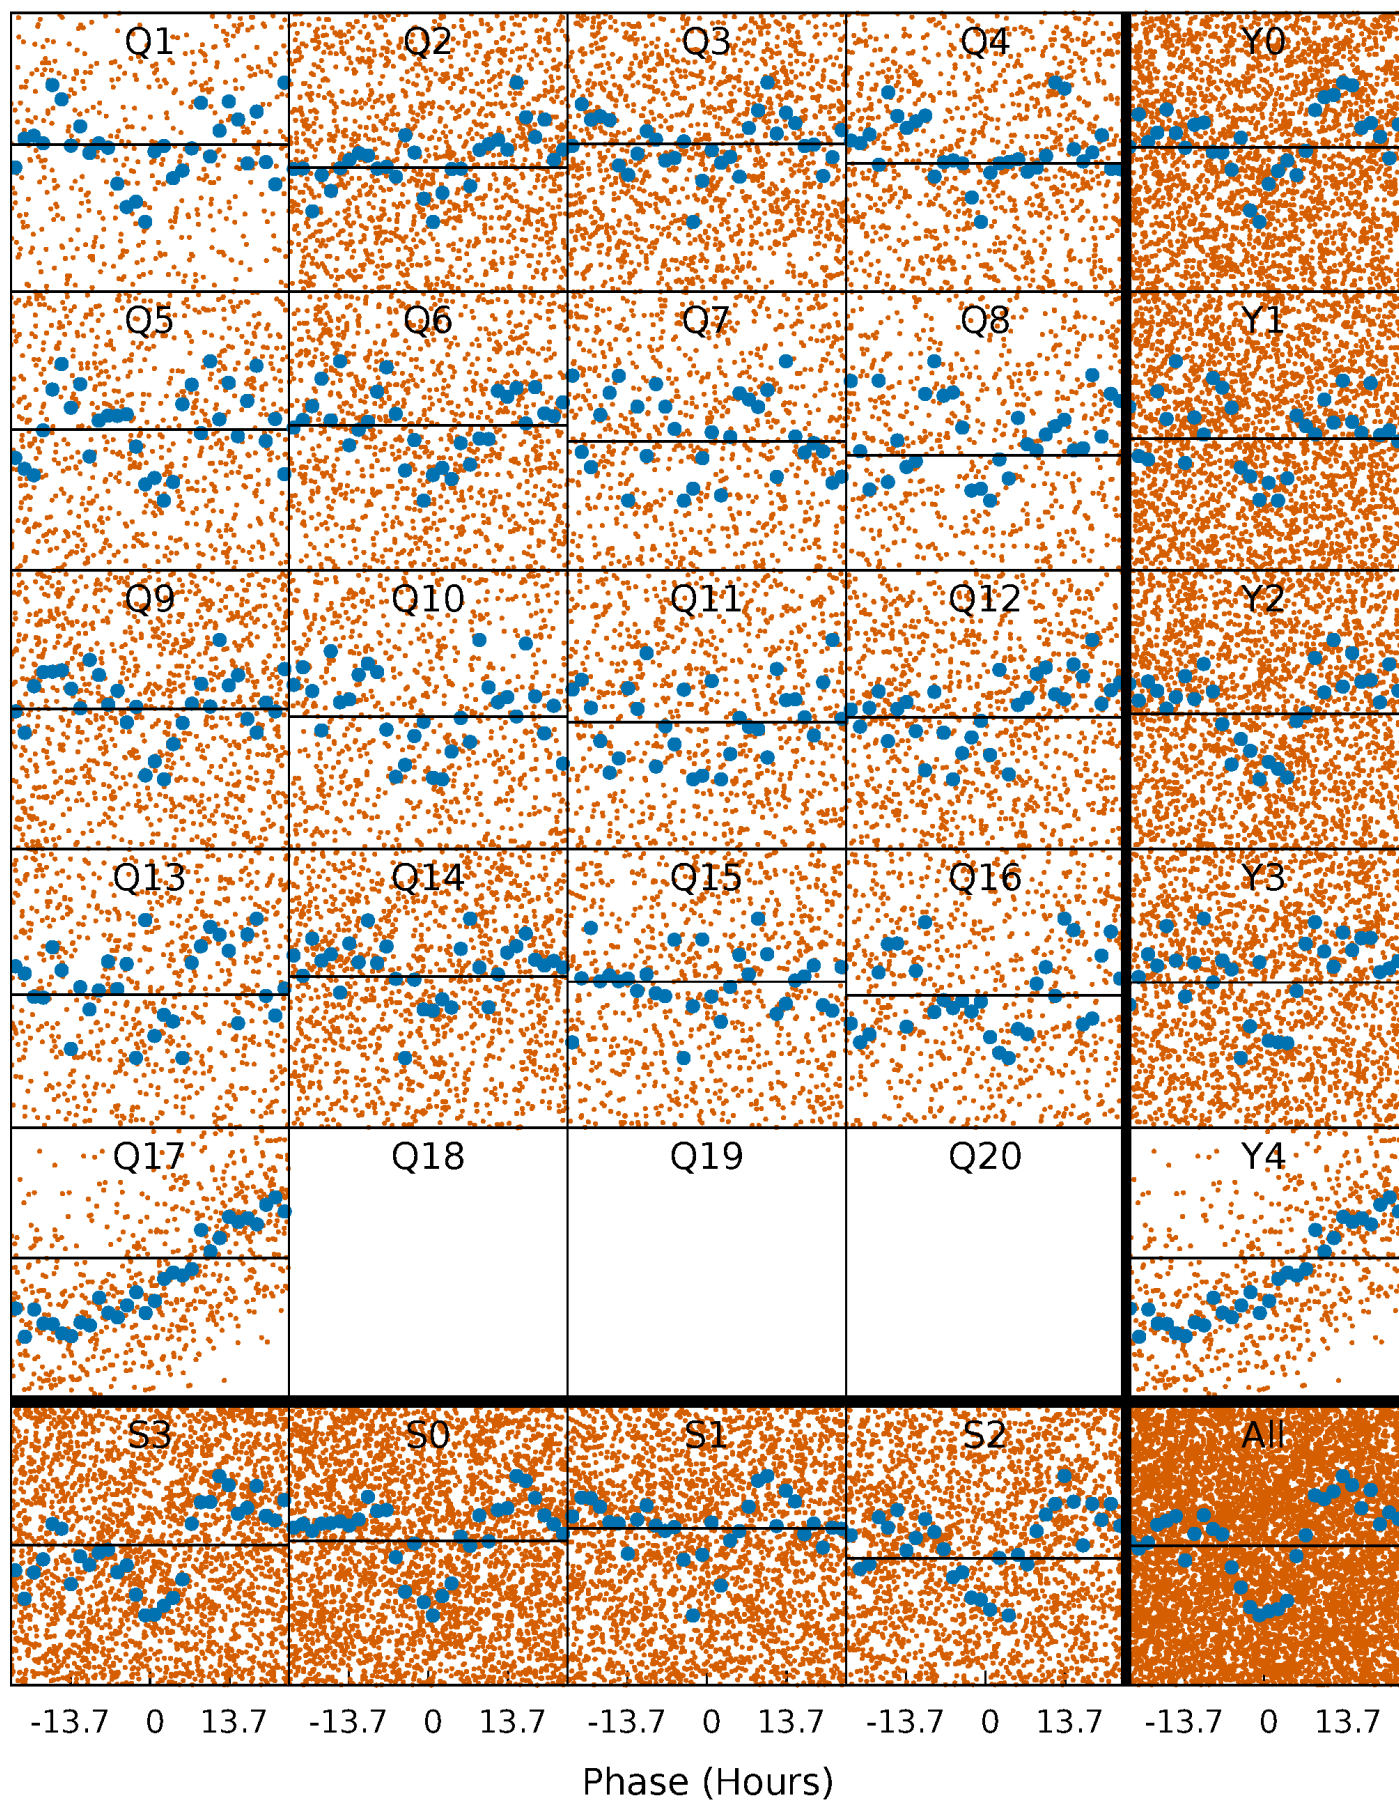 Q1 Q2 Q3 Q4 Y0
Q5 Q6 Q7 Q8 Y1
Q9 Q10 Q11 Q12 Y2
Q13 Q14 Q15 Q16 Y3
Q17 Q18 Q19 Q20 Y4
S3 S0 S1 S2 All
-13.7 0 13.7 -13.7 0 13.7 -13.7 0 13.7 -13.7 0 13.7 -13.7 0 13.7
Phase (Hours)